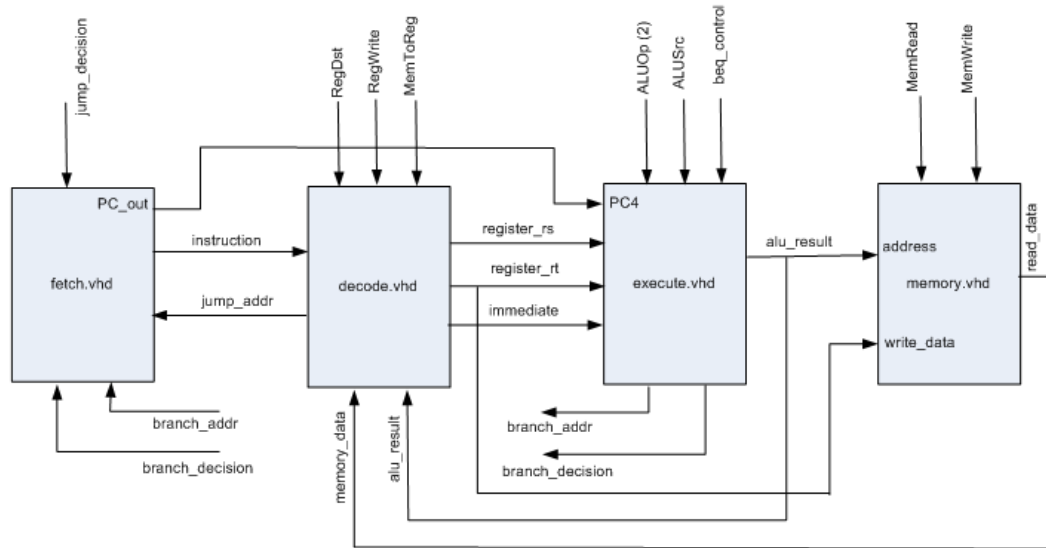 jump_decision
RegDst
RegWrite
MemToReg
ALUOp (2)
ALUSrc
beq_control
MemRead
MemWrite
PC_out
PC4
instruction
register_rs
alu_result
read_data
address
register_rt
fetch.vhd
decode.vhd
execute.vhd
memory.vhd
jump_addr
immediate
write_data
branch_addr
branch_decision
memory_data
alu_result
branch_addr
branch_decision